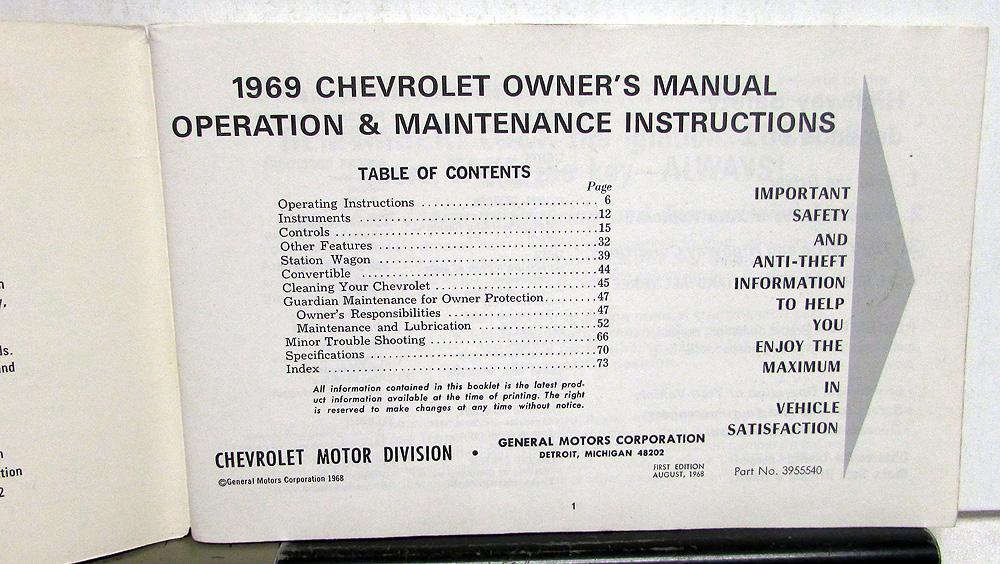 1969 CHEVROLET OWNER'S MANUAL
OPERATION & MAINTENANCE INSTRUCTIONS
TABLE OF CONTENTS
Page
Operating Instructions . . . . . . . . . . . . . . . . . . . . . . . . 6
Instruments . . . . . . . . . . . . . . . . . . . . . . . . 12
Controls . . . . . . . . . . . . . . . . . . . . . . . . 15
Other Features . . . . . . . . . . . . . . . . . . . . . . . . 32
Station Wagon . . . . . . . . . . . . . . . . . . . . . . . . 39
Convertible . . . . . . . . . . . . . . . . . . . . . . . . 44
Cleaning Your Chevrolet . . . . . . . . . . . . . . . . . . . . 45
Guardian Maintenance for Owner Protection . . . . . . . . . 47
Owner's Responsibilities . . . . . . . . . . . . . . . . . . 47
Maintenance and Lubrication . . . . . . . . . . . . . . 52
Minor Trouble Shooting . . . . . . . . . . . . . . . . . . . . 66
Specifications . . . . . . . . . . . . . . . . . . . . . . . . 70
Index . . . . . . . . . . . . . . . . . . . . . . . . 73
All information contained in this booklet is the latest prod-
uct information available at the time of printing. The right
is reserved to make changes at any time without notice.
IMPORTANT
SAFETY
AND
ANTI-THEFT
INFORMATION
TO HELP
YOU
ENJOY THE
MAXIMUM
IN
VEHICLE
SATISFACTION
CHEVROLET MOTOR DIVISION • GENERAL MOTORS CORPORATION
DETROIT, MICHIGAN 48202
©General Motors Corporation 1968
FIRST EDITION
AUGUST, 1968
Part No. 3955540
1